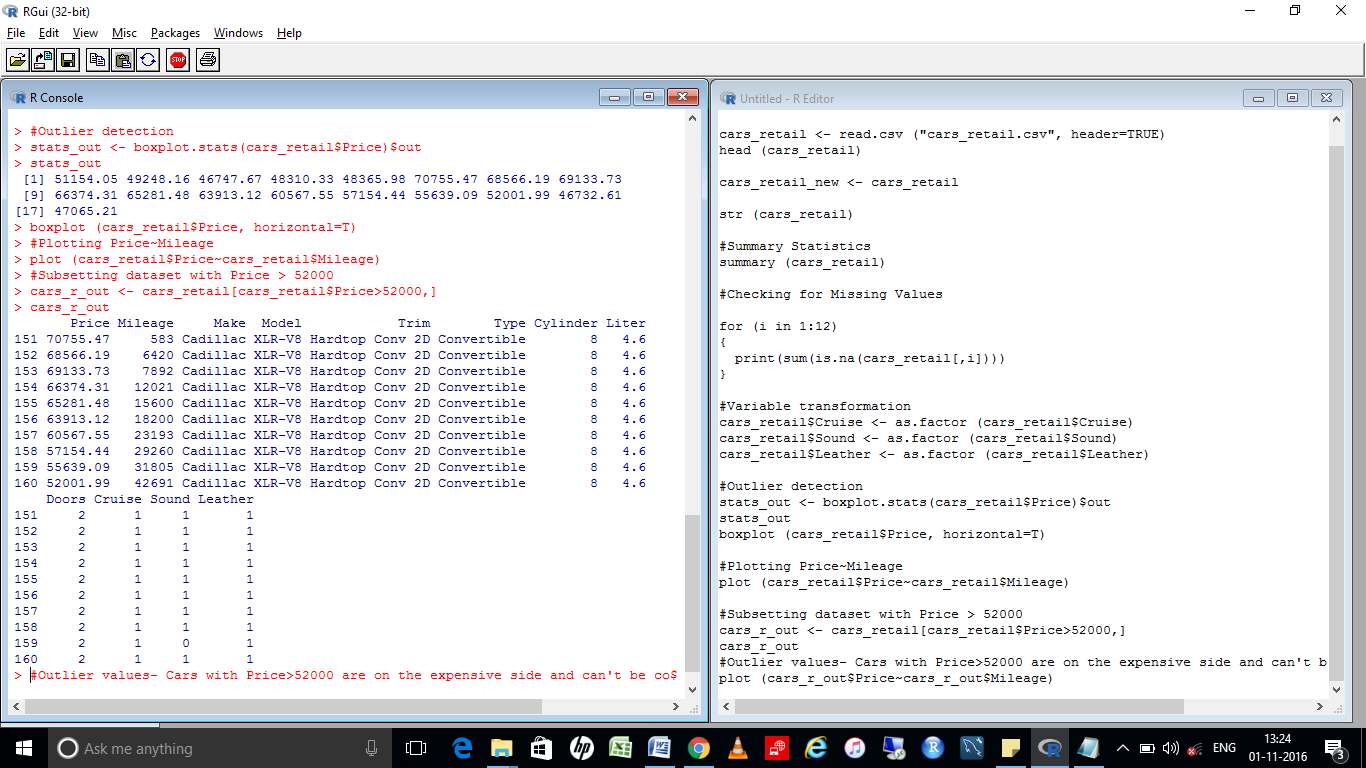 RGui (32-bit)
File Edit View Misc Packages Windows Help
STOP
R Console
> #Outlier detection
> stats_out <- boxplot.stats(cars_retail$Price)$out
> stats_out
[1] 51154.05 49248.16 46747.67 48310.33 48365.98 70755.47 68566.19 69133.73
[9] 66374.31 65281.48 63913.12 60567.55 57154.44 55639.09 52001.99 46732.61
[17] 47065.21
> boxplot (cars_retail$Price, horizontal=T)
> #Plotting Price~Mileage
> plot (cars_retail$Price~cars_retail$Mileage)
> #Subsetting dataset with Price > 52000
> cars_r_out <- cars_retail[cars_retail$Price>52000,]
> cars_r_out
Price Mileage Make Model Trim Type Cylinder Liter
151 70755.47 583 Cadillac XLR-V8 Hardtop Conv 2D Convertible 8 4.6
152 68566.19 6420 Cadillac XLR-V8 Hardtop Conv 2D Convertible 8 4.6
153 69133.73 7892 Cadillac XLR-V8 Hardtop Conv 2D Convertible 8 4.6
154 66374.31 12021 Cadillac XLR-V8 Hardtop Conv 2D Convertible 8 4.6
155 65281.48 15600 Cadillac XLR-V8 Hardtop Conv 2D Convertible 8 4.6
156 63913.12 18200 Cadillac XLR-V8 Hardtop Conv 2D Convertible 8 4.6
157 60567.55 23193 Cadillac XLR-V8 Hardtop Conv 2D Convertible 8 4.6
158 57154.44 29260 Cadillac XLR-V8 Hardtop Conv 2D Convertible 8 4.6
159 55639.09 31805 Cadillac XLR-V8 Hardtop Conv 2D Convertible 8 4.6
160 52001.99 42691 Cadillac XLR-V8 Hardtop Conv 2D Convertible 8 4.6
Doors Cruise Sound Leather
151 2 1 1 1
152 2 1 1 1
153 2 1 1 1
154 2 1 1 1
155 2 1 1 1
156 2 1 1 1
157 2 1 1 1
158 2 1 1 1
159 2 1 0 1
160 2 1 1 1
> #Outlier values- Cars with Price>52000 are on the expensive side and can't be co$
Untitled - R Editor
cars_retail <- read.csv ("cars_retail.csv", header=TRUE)
head (cars_retail)
cars_retail_new <- cars_retail
str (cars_retail)
#Summary Statistics
summary (cars_retail)
#Checking for Missing Values
for (i in 1:12)
{
print(sum(is.na(cars_retail[,i])))
}
#Variable transformation
cars_retail$Cruise <- as.factor (cars_retail$Cruise)
cars_retail$Sound <- as.factor (cars_retail$Sound)
cars_retail$Leather <- as.factor (cars_retail$Leather)
#Outlier detection
stats_out <- boxplot.stats(cars_retail$Price)$out
stats_out
boxplot (cars_retail$Price, horizontal=T)
#Plotting Price~Mileage
plot (cars_retail$Price~cars_retail$Mileage)
#Subsetting dataset with Price > 52000
cars_r_out <- cars_retail[cars_retail$Price>52000,]
cars_r_out
#Outlier values- Cars with Price>52000 are on the expensive side and can't b
plot (cars_r_out$Price~cars_r_out$Mileage)
Ask me anything
ENG
13:24
01-11-2016
3